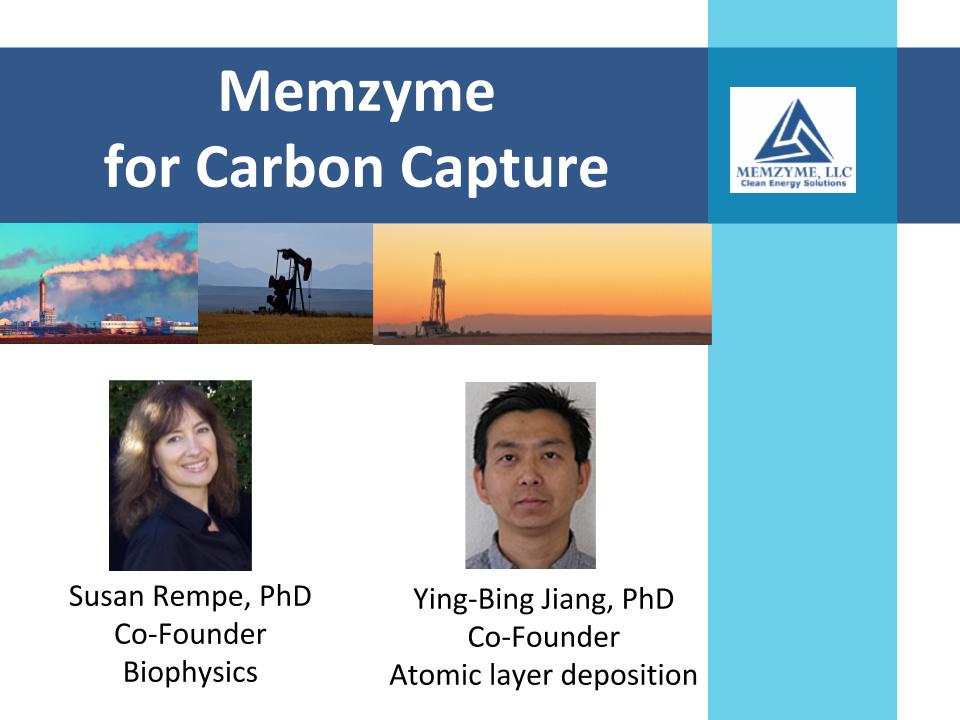 Memzyme
for Carbon Capture
MEMZYME, LLC
Clean Energy Solutions
Susan Rempe, PhD
Co-Founder
Biophysics
Ying-Bing Jiang, PhD
Co-Founder
Atomic layer deposition